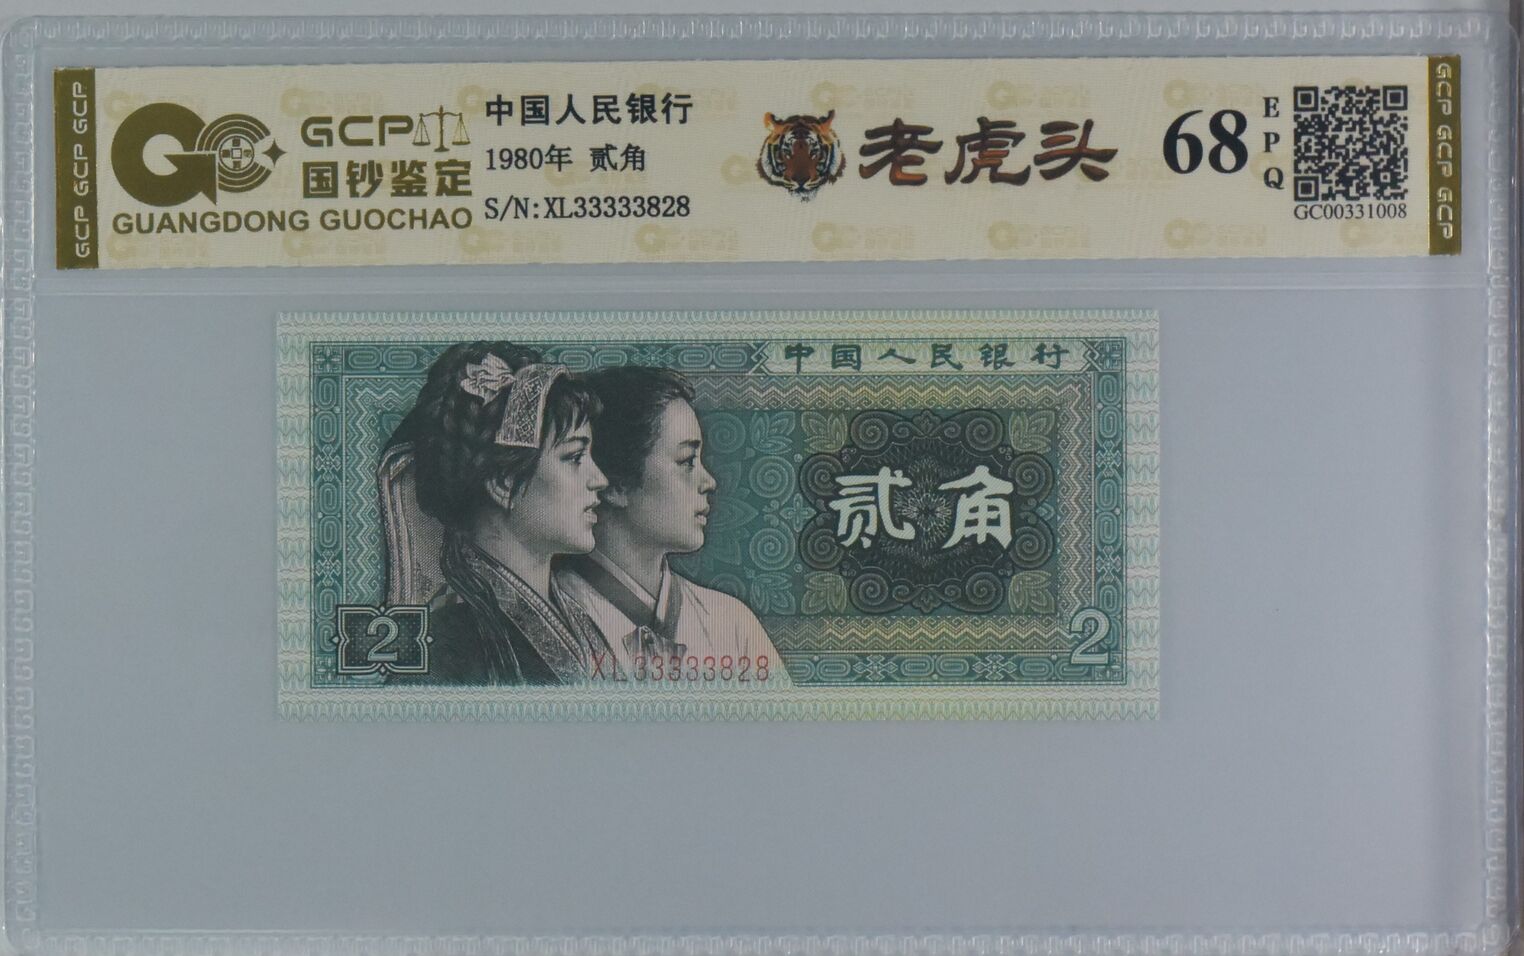 GCP GCP GCP
GCP
国钞鉴定
GUANGDONG GUOCHAO
中国人民银行
1980年 贰角
S/N:XL33333828
老虎头
68
EPQ
GC00331008
GCP GCP GCP
中国人民银行
贰角
2
2
XL33333828